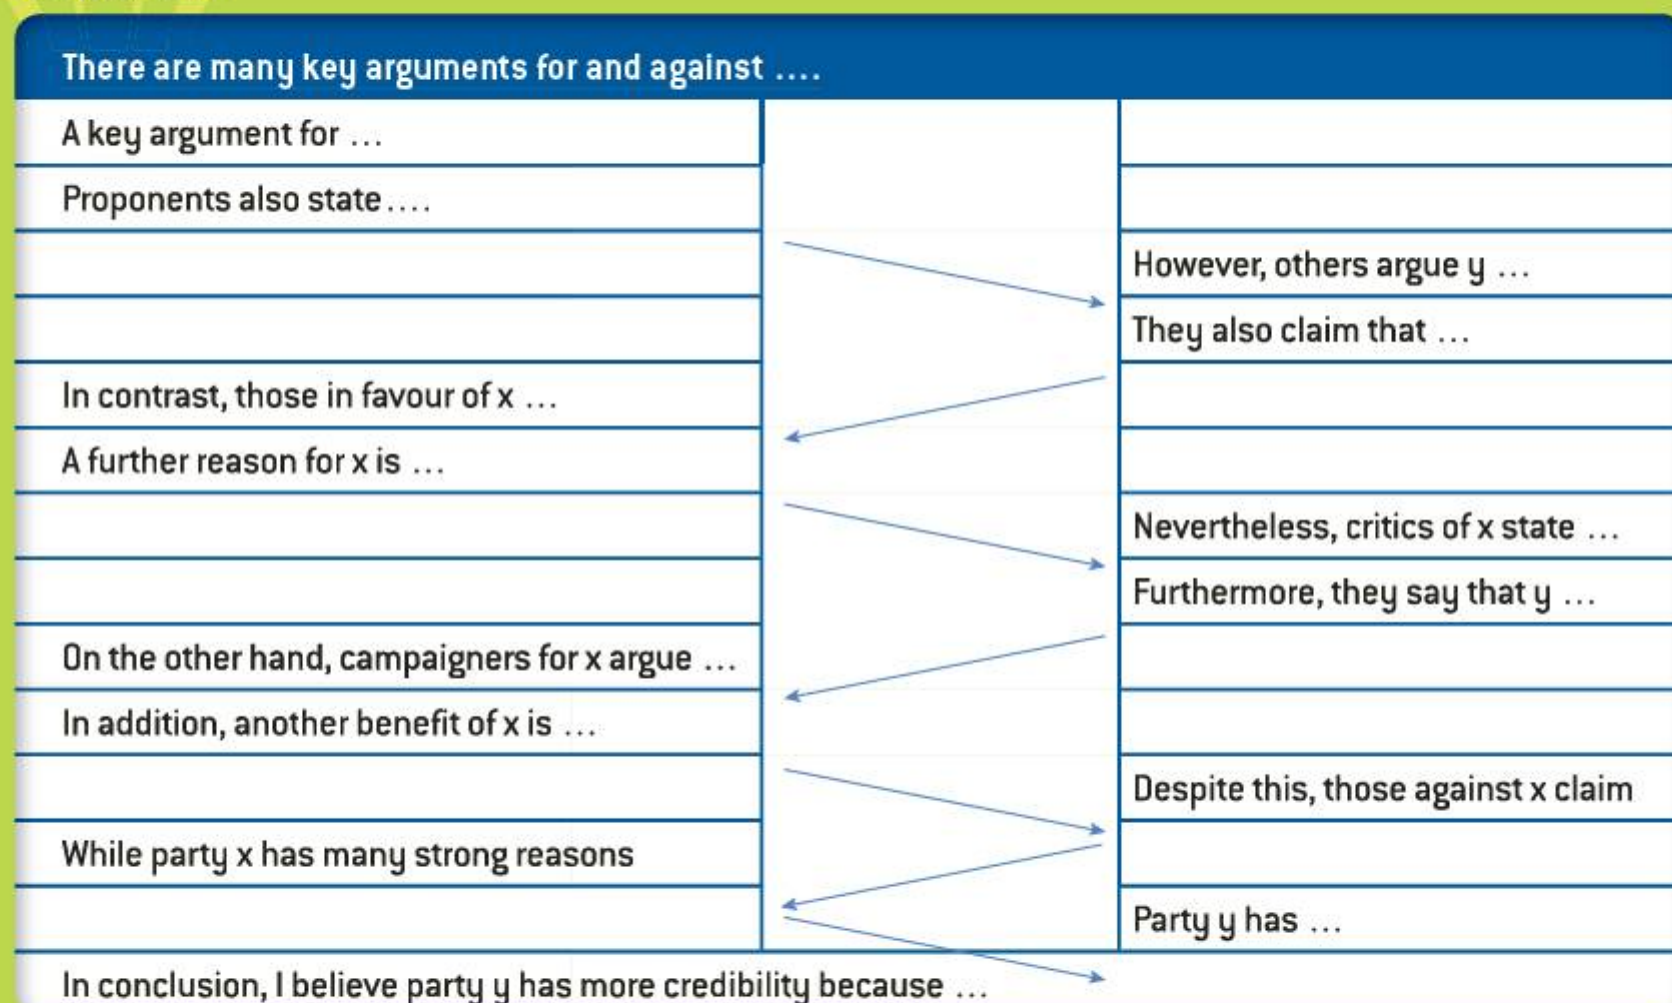 There are many key arguments for and against ....
A key argument for ...
Proponents also state ....
However, others argue y ...
They also claim that ...
In contrast, those in favour of x ...
A further reason for x is ...
Nevertheless, critics of x state ...
Furthermore, they say that y ...
On the other hand, campaigners for x argue ...
In addition, another benefit of x is ...
Despite this, those against x claim
While party x has many strong reasons
Party y has ...
In conclusion, I believe party y has more credibility because ...